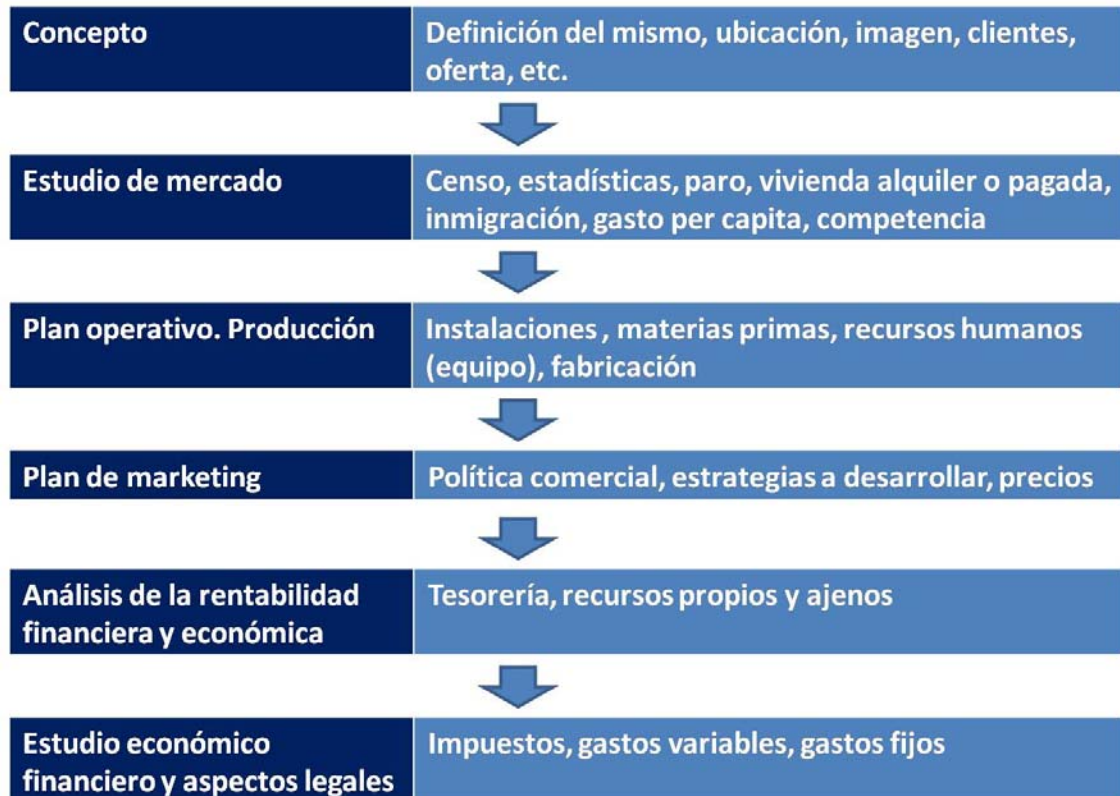 Concepto
Definición del mismo, ubicación, imagen, clientes,
oferta, etc.
Estudio de mercado
Censo, estadísticas, paro, vivienda alquiler o pagada,
inmigración, gasto per capita, competencia
Plan operativo. Producción
Instalaciones , materias primas, recursos humanos
(equipo), fabricación
Plan de marketing
Política comercial, estrategias a desarrollar, precios
Análisis de la rentabilidad
financiera y económica
Tesorería, recursos propios y ajenos
Estudio económico
financiero y aspectos legales
Impuestos, gastos variables, gastos fijos